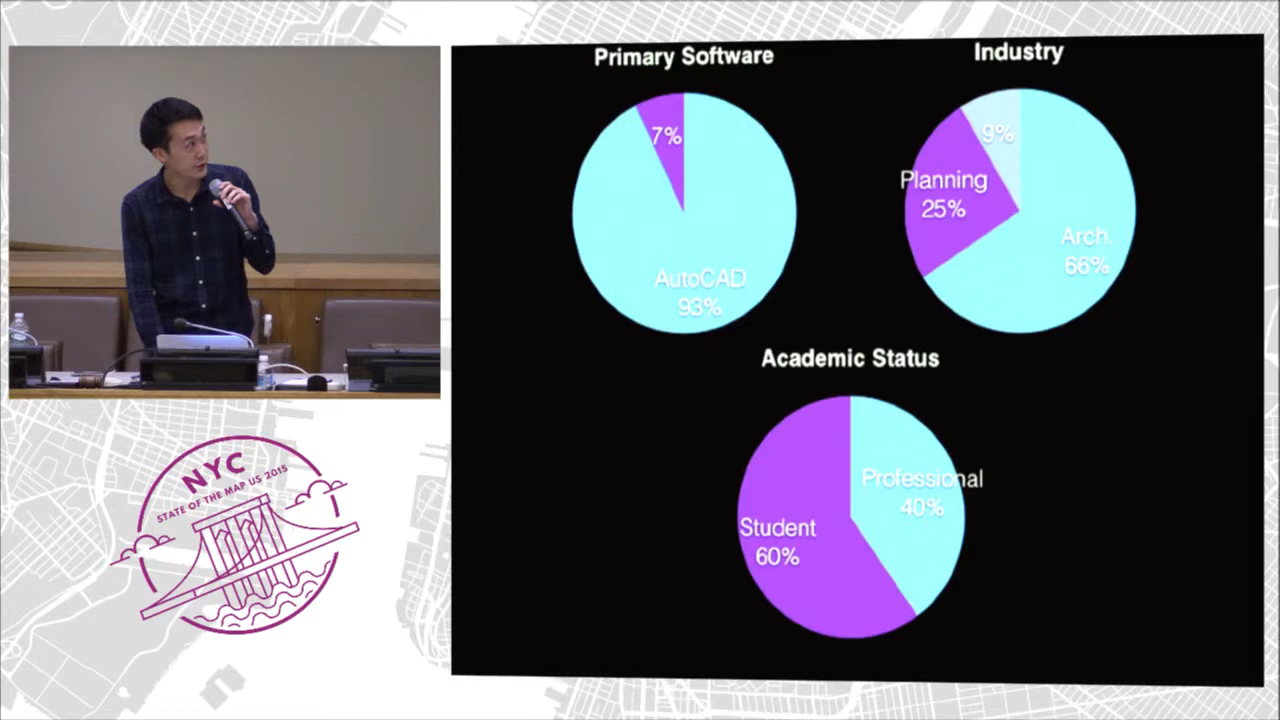 Primary Software
7%
AutoCAD
93%
Industry
9%
Planning
25%
Arch.
66%
Academic Status
Professional
40%
Student
60%
NYC
STATE OF THE MAP US 2015